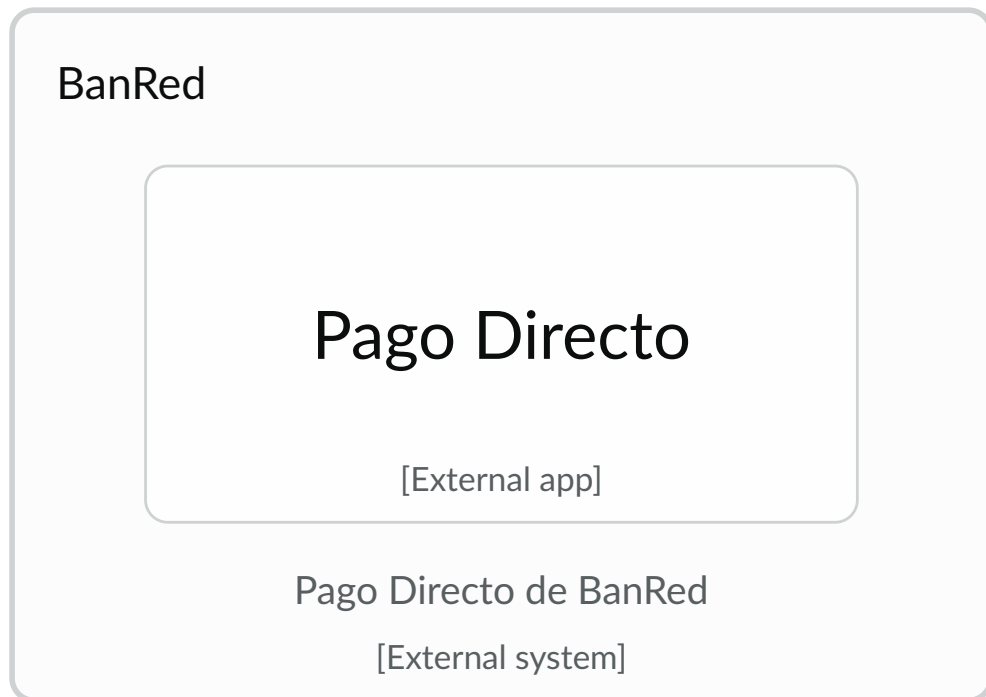 BanRed
Pago Directo
[External app]
Pago Directo de BanRed
[External system]